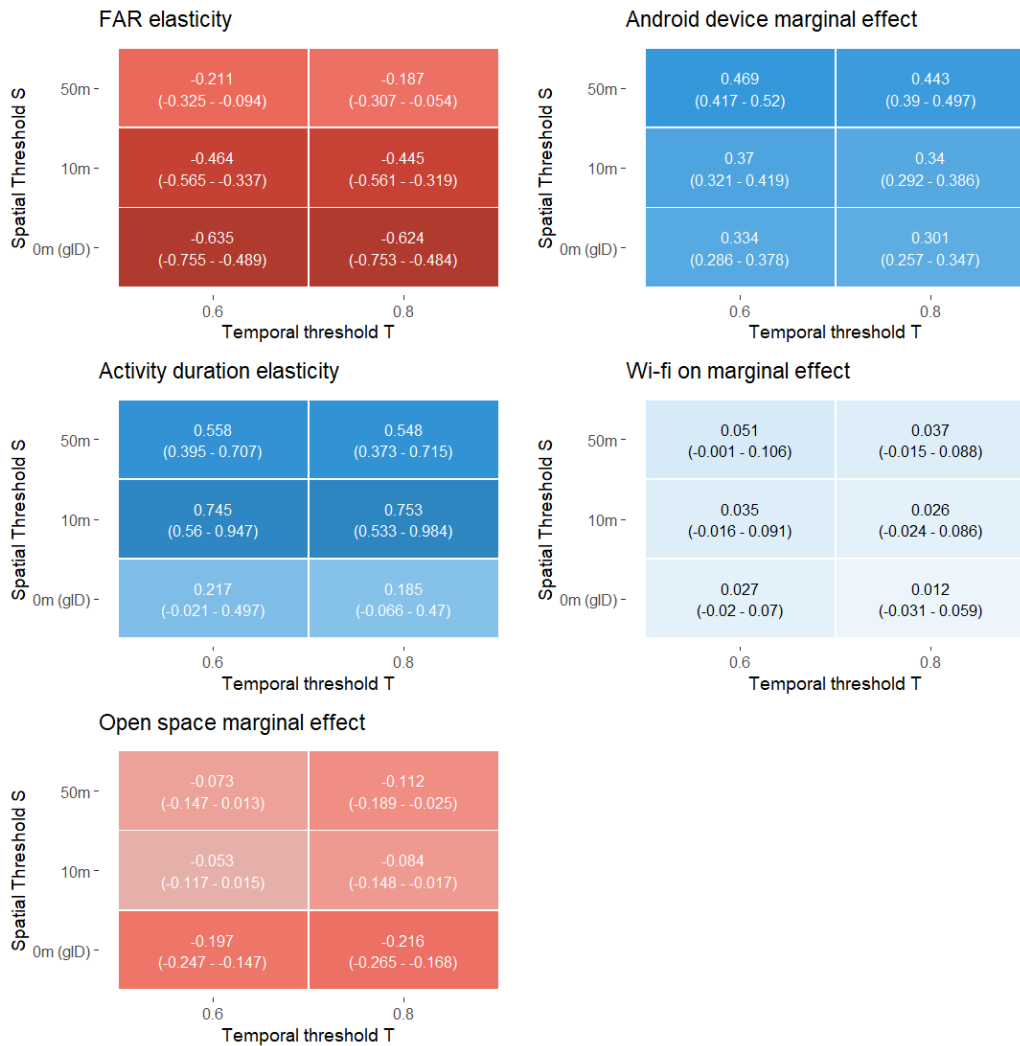 FAR elasticity
Spatial Threshold S
50m
-0.211
(-0.325 - -0.094)
-0.187
(-0.307 - -0.054)
10m
-0.464
(-0.565 - -0.337)
-0.445
(-0.561 - -0.319)
0m (gID)
-0.635
(-0.755 - -0.489)
-0.624
(-0.753 - -0.484)
0.6
0.8
Temporal threshold T
Android device marginal effect
Spatial Threshold S
50m
0.469
(0.417 - 0.52)
0.443
(0.39 - 0.497)
10m
0.37
(0.321 - 0.419)
0.34
(0.292 - 0.386)
0m (gID)
0.334
(0.286 - 0.378)
0.301
(0.257 - 0.347)
0.6
0.8
Temporal threshold T
Activity duration elasticity
Spatial Threshold S
50m
0.558
(0.395 - 0.707)
0.548
(0.373 - 0.715)
10m
0.745
(0.56 - 0.947)
0.753
(0.533 - 0.984)
0m (gID)
0.217
(-0.021 - 0.497)
0.185
(-0.066 - 0.47)
0.6
0.8
Temporal threshold T
Wi-fi on marginal effect
Spatial Threshold S
50m
0.051
(-0.001 - 0.106)
0.037
(-0.015 - 0.088)
10m
0.035
(-0.016 - 0.091)
0.026
(-0.024 - 0.086)
0m (gID)
0.027
(-0.02 - 0.07)
0.012
(-0.031 - 0.059)
0.6
0.8
Temporal threshold T
Open space marginal effect
Spatial Threshold S
50m
-0.073
(-0.147 - 0.013)
-0.112
(-0.189 - -0.025)
10m
-0.053
(-0.117 - 0.015)
-0.084
(-0.148 - -0.017)
0m (gID)
-0.197
(-0.247 - -0.147)
-0.216
(-0.265 - -0.168)
0.6
0.8
Temporal threshold T